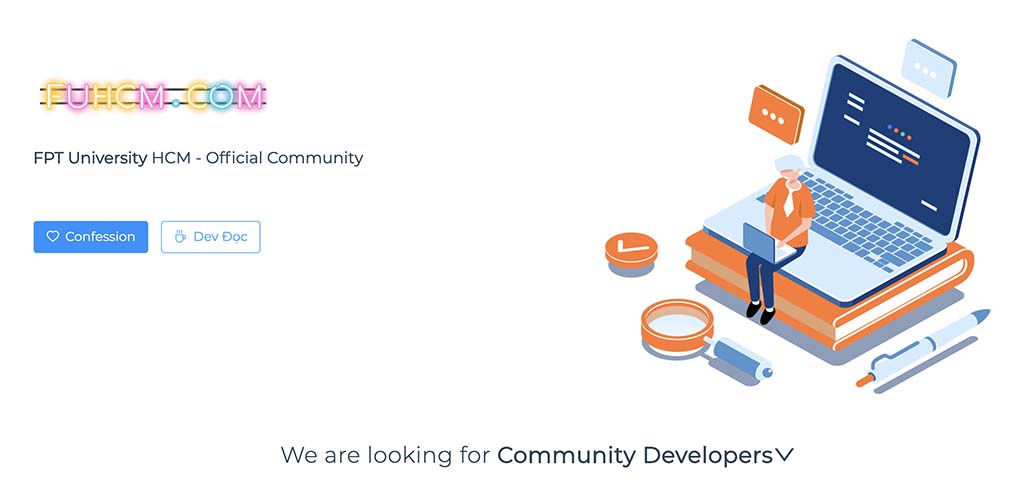 FUHCM.COM
FPT University HCM - Official Community
Confession
Dev Đọc
We are looking for Community Developers